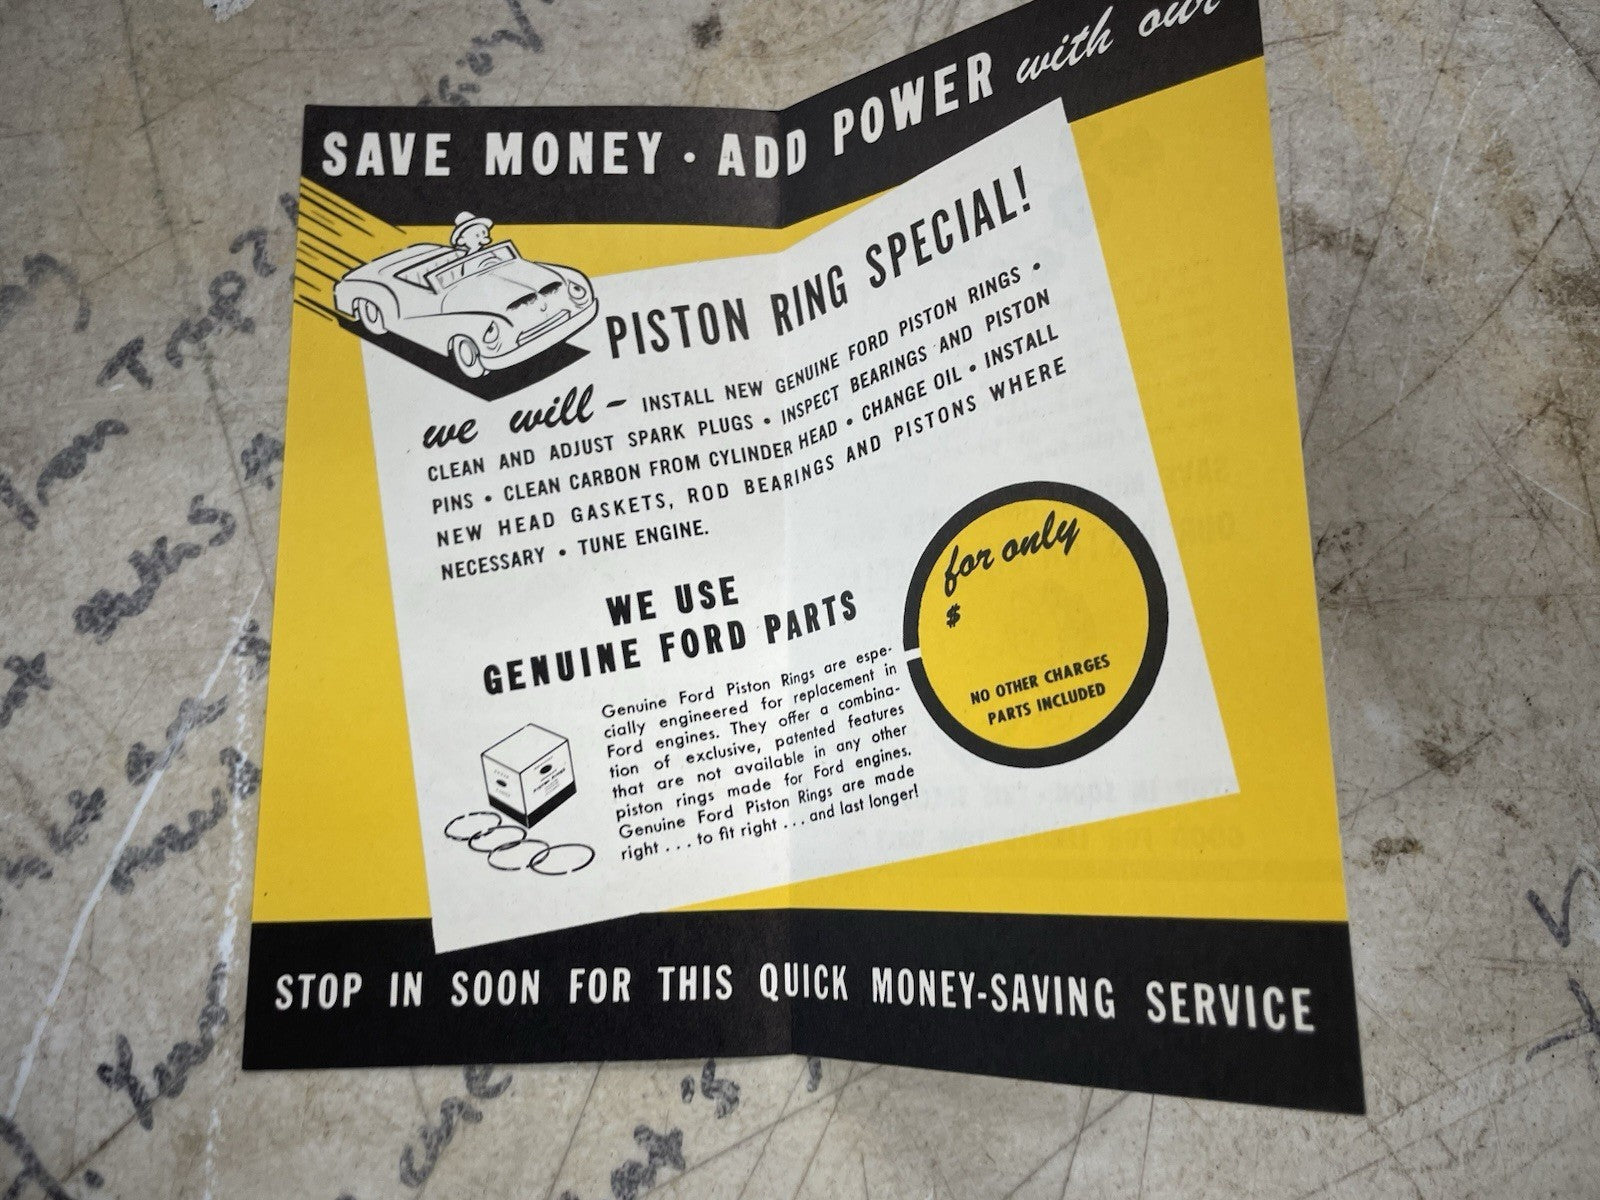 SAVE MONEY · ADD POWER with our
PISTON RING SPECIAL!
we will – INSTALL NEW GENUINE FORD PISTON RINGS •
CLEAN AND ADJUST SPARK PLUGS • INSPECT BEARINGS AND PISTON
PINS • CLEAN CARBON FROM CYLINDER HEAD • CHANGE OIL • INSTALL
NEW HEAD GASKETS, ROD BEARINGS AND PISTONS WHERE
NECESSARY • TUNE ENGINE.
for only
$
NO OTHER CHARGES
PARTS INCLUDED
WE USE
GENUINE FORD PARTS
Genuine Ford Piston Rings are espe-
cially engineered for replacement in
Ford engines. They offer a combina-
tion of exclusive, patented features
that are not available in any other
piston rings made for Ford engines.
Genuine Ford Piston Rings are made
right . . . to fit right . . . and last longer!
STOP IN SOON FOR THIS QUICK MONEY-SAVING SERVICE